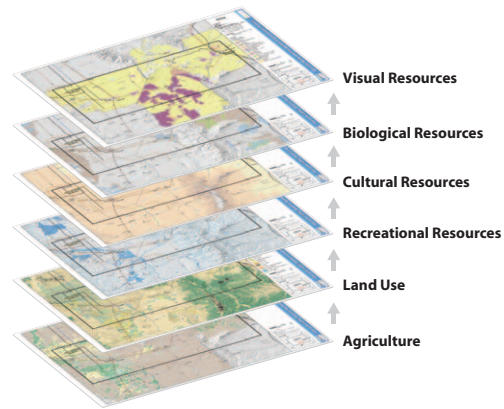 Visual Resources
Biological Resources
Cultural Resources
Recreational Resources
Land Use
Agriculture